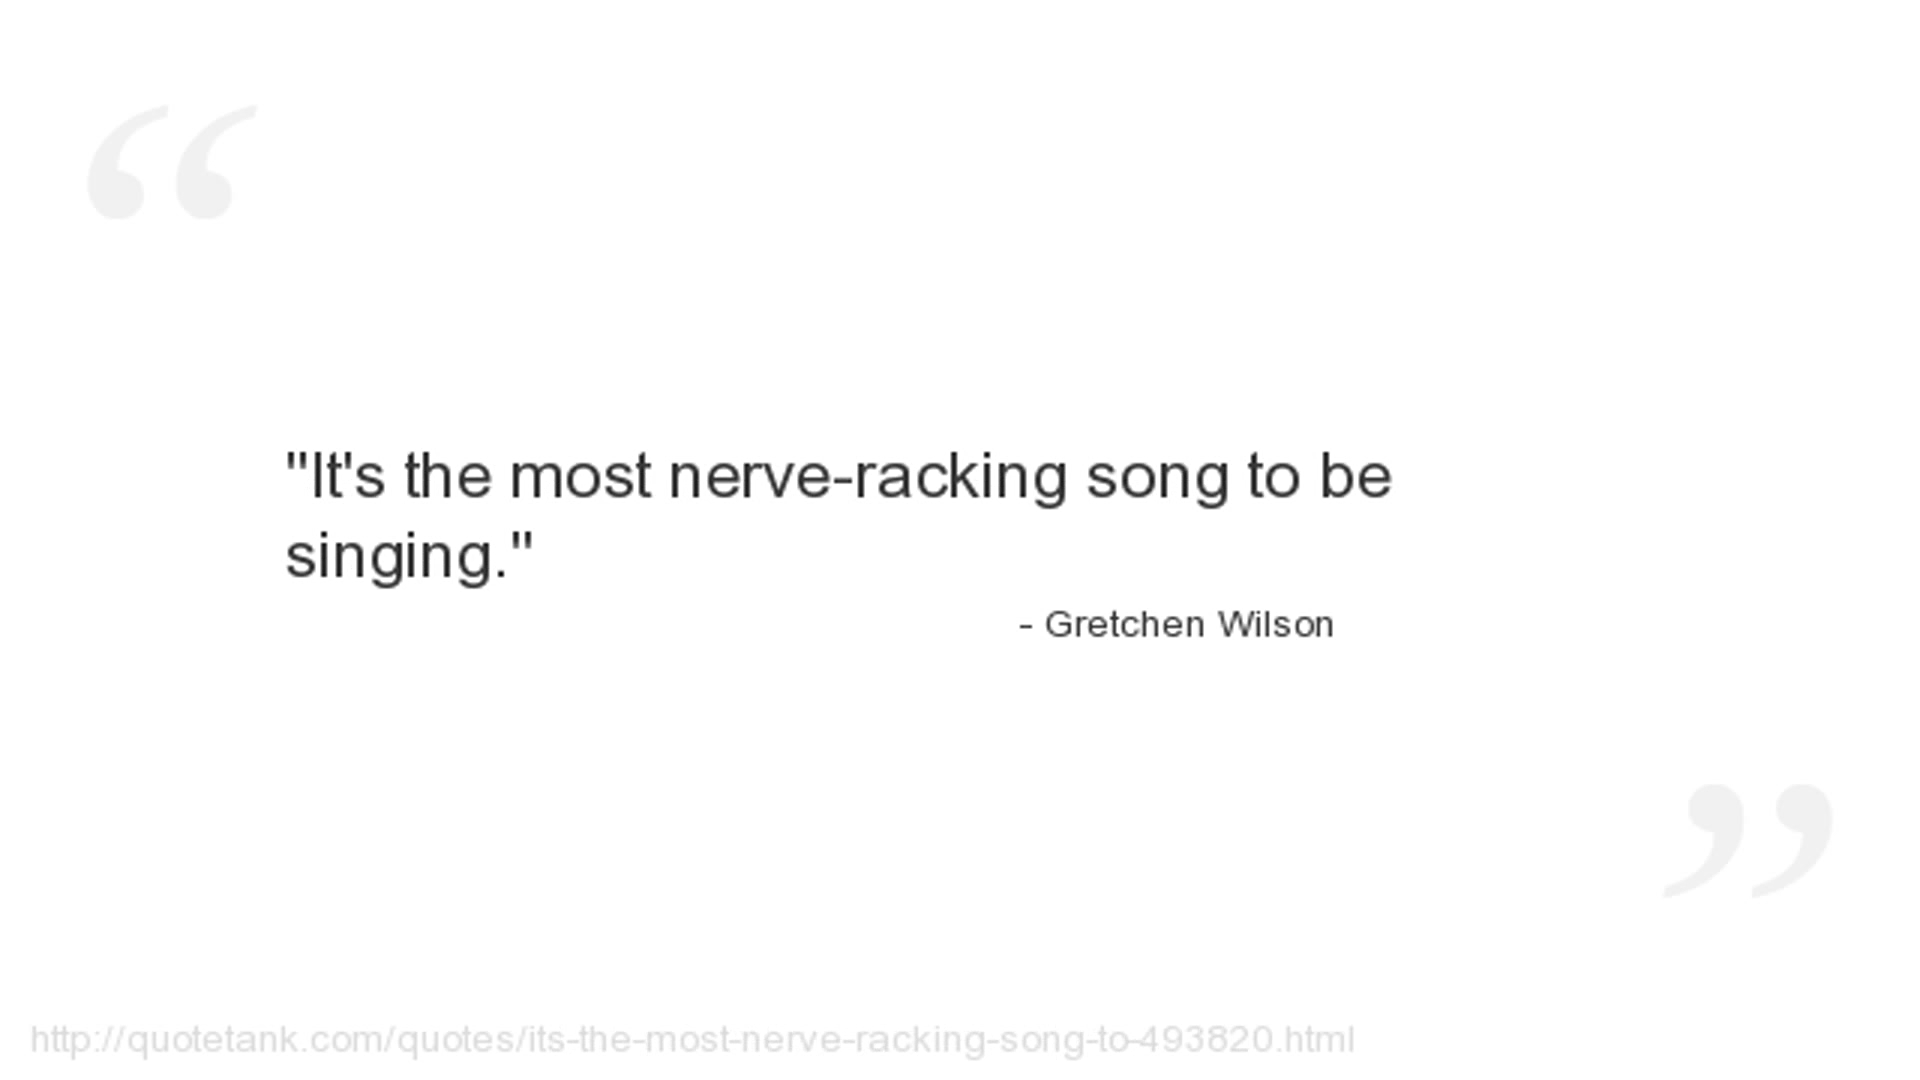 "It's the most nerve-racking song to be
singing."
- Gretchen Wilson
http://quotetank.com/quotes/its-the-most-nerve-racking-song-to-493820.html